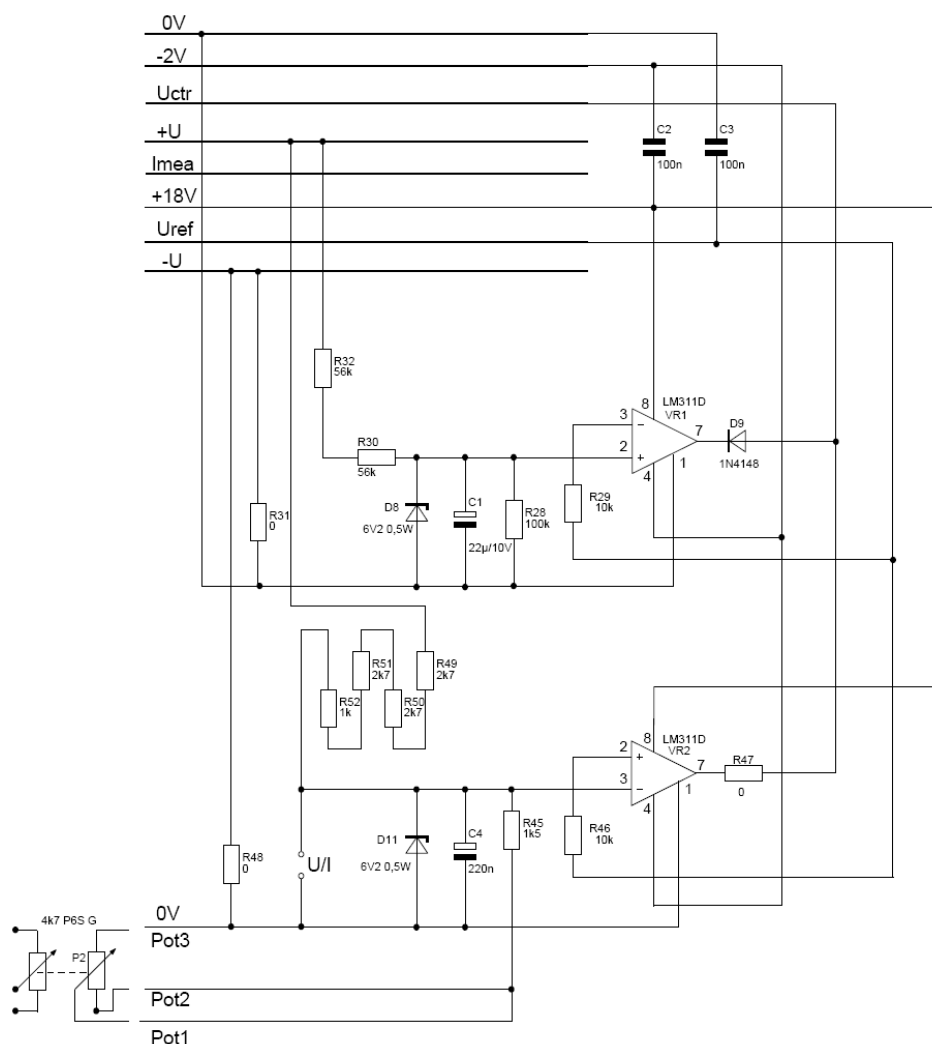 0V
-2V
Uctr
+U
Imea
+18V
Uref
-U
C2
100n
C3
100n
R32
56k
R30
56k
R31
0
D8
6V2 0,5W
C1
22µ/10V
R28
100k
R29
10k
LM311D
VR1
8
3
−
2
+
4
7
1
D9
1N4148
R51
2k7
R49
2k7
R52
1k
R50
2k7
LM311D
VR2
8
2
+
3
−
4
7
1
R47
0
R46
10k
R45
1k5
C4
220n
D11
6V2 0,5W
U/I
R48
0
4k7 P6S G
P2
0V
Pot3
Pot2
Pot1